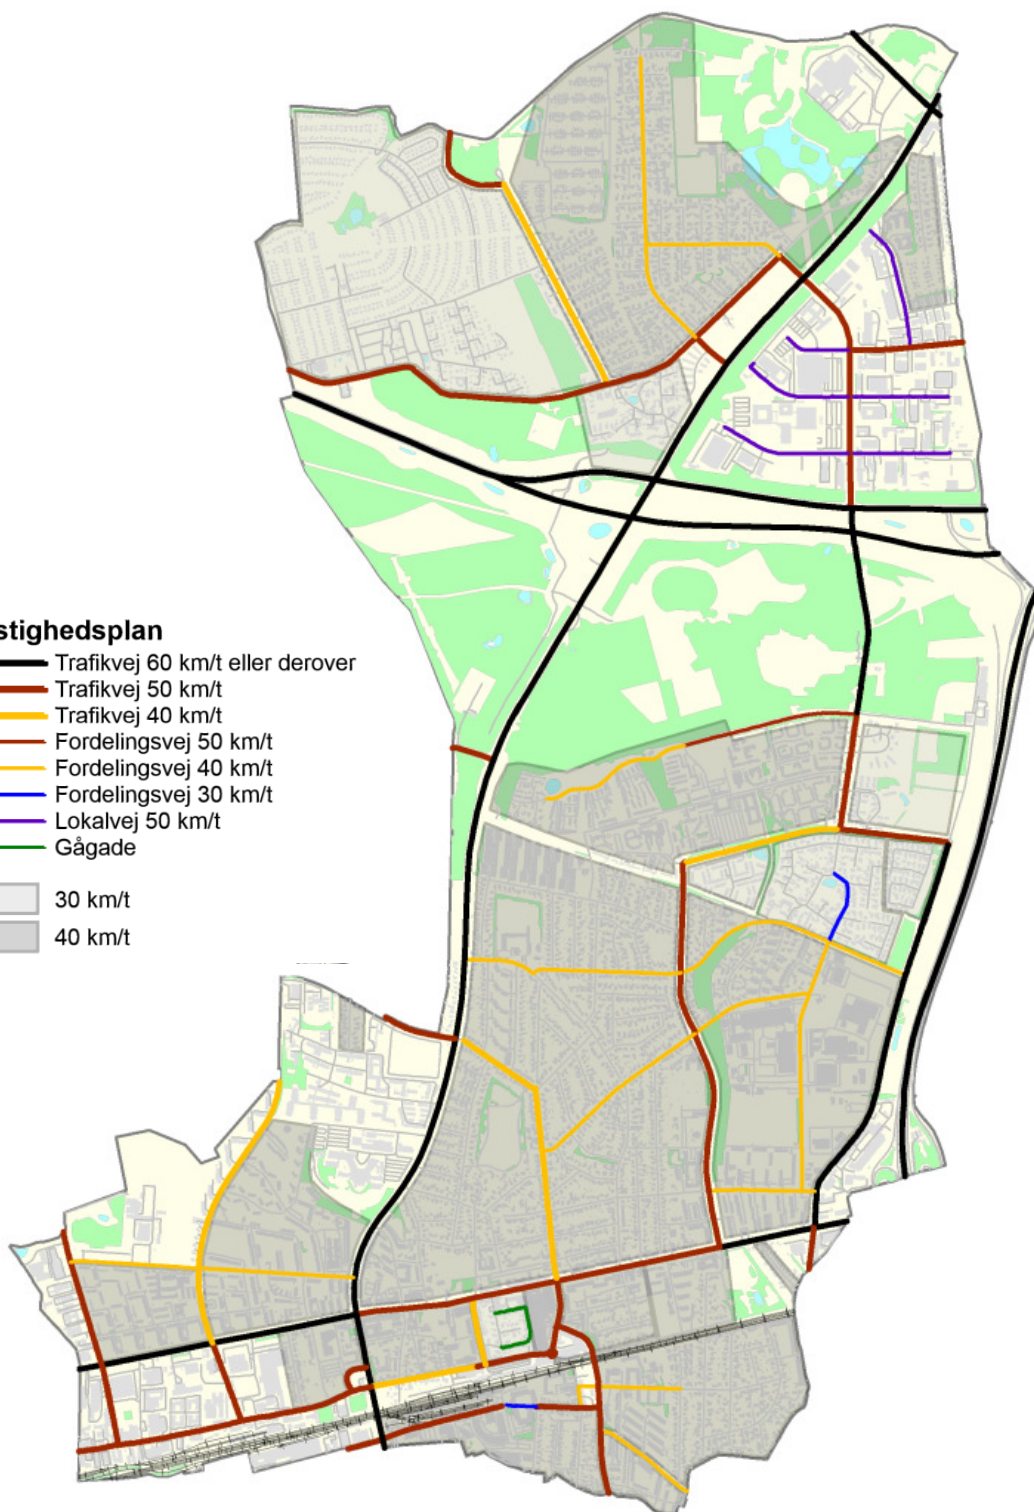 stighedsplan
Trafikvej 60 km/t eller derover
Trafikvej 50 km/t
Trafikvej 40 km/t
Fordelingsvej 50 km/t
Fordelingsvej 40 km/t
Fordelingsvej 30 km/t
Lokalvej 50 km/t
Gågade
30 km/t
40 km/t